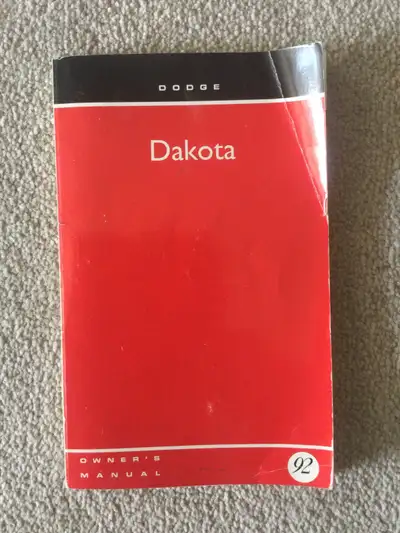 DODGE
Dakota
OWNER'S
MANUAL
92